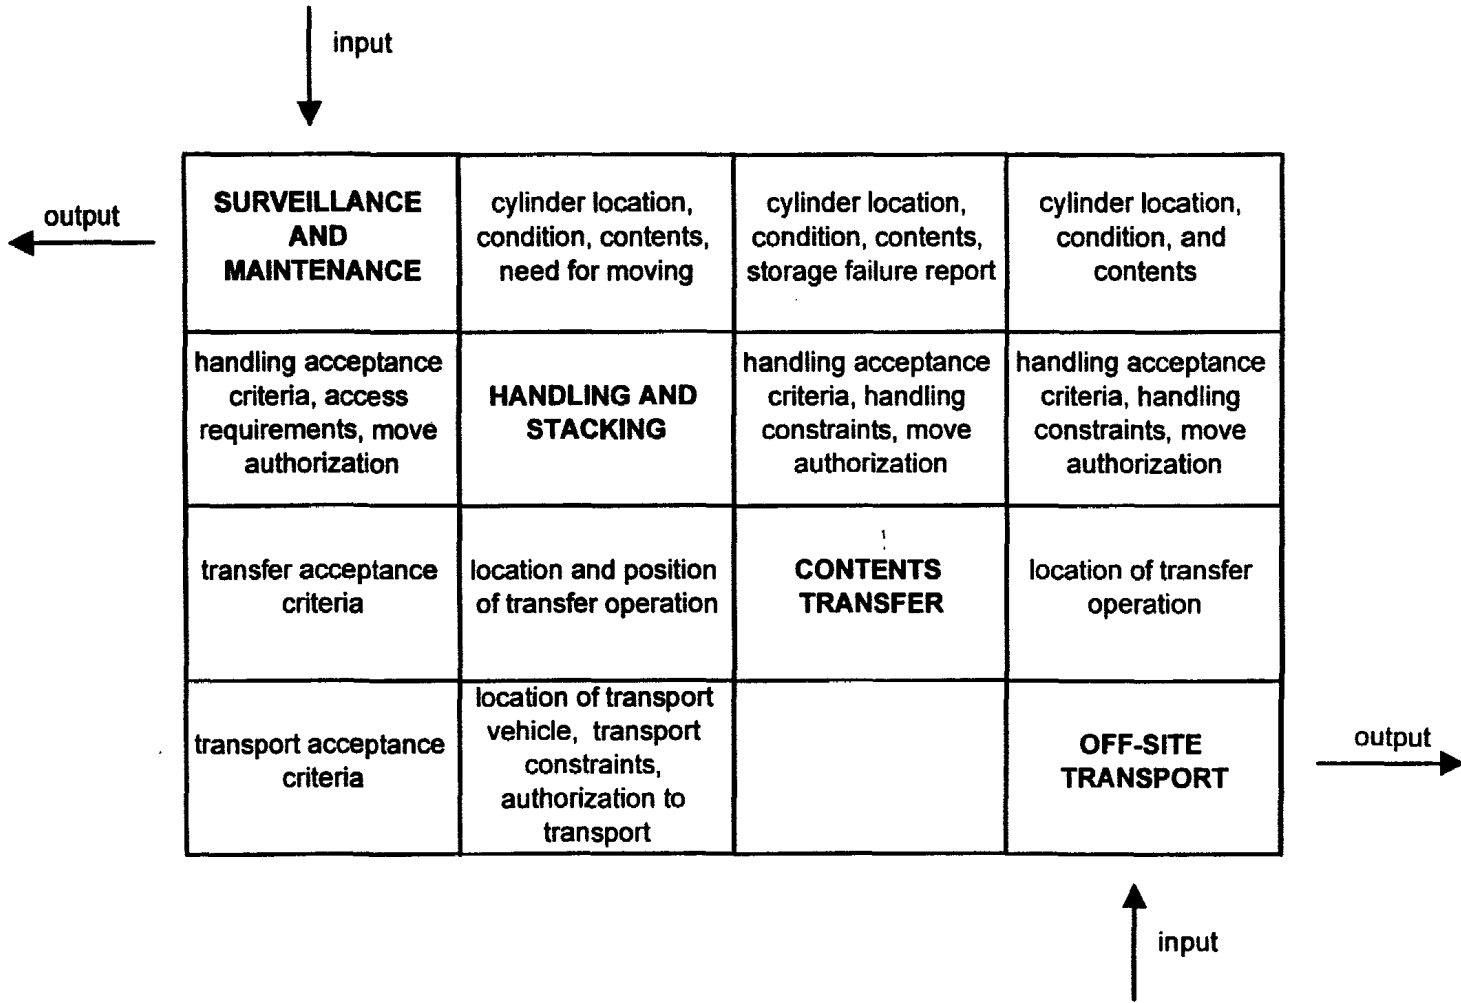 input
output
SURVEILLANCE
AND
MAINTENANCE
cylinder location,
condition, contents,
need for moving
cylinder location,
condition, contents,
storage failure report
cylinder location,
condition, and
contents
handling acceptance
criteria, access
requirements, move
authorization
HANDLING AND
STACKING
handling acceptance
criteria, handling
constraints, move
authorization
handling acceptance
criteria, handling
constraints, move
authorization
transfer acceptance
criteria
location and position
of transfer operation
CONTENTS
TRANSFER
location of transfer
operation
transport acceptance
criteria
location of transport
vehicle, transport
constraints,
authorization to
transport
OFF-SITE
TRANSPORT
output
input